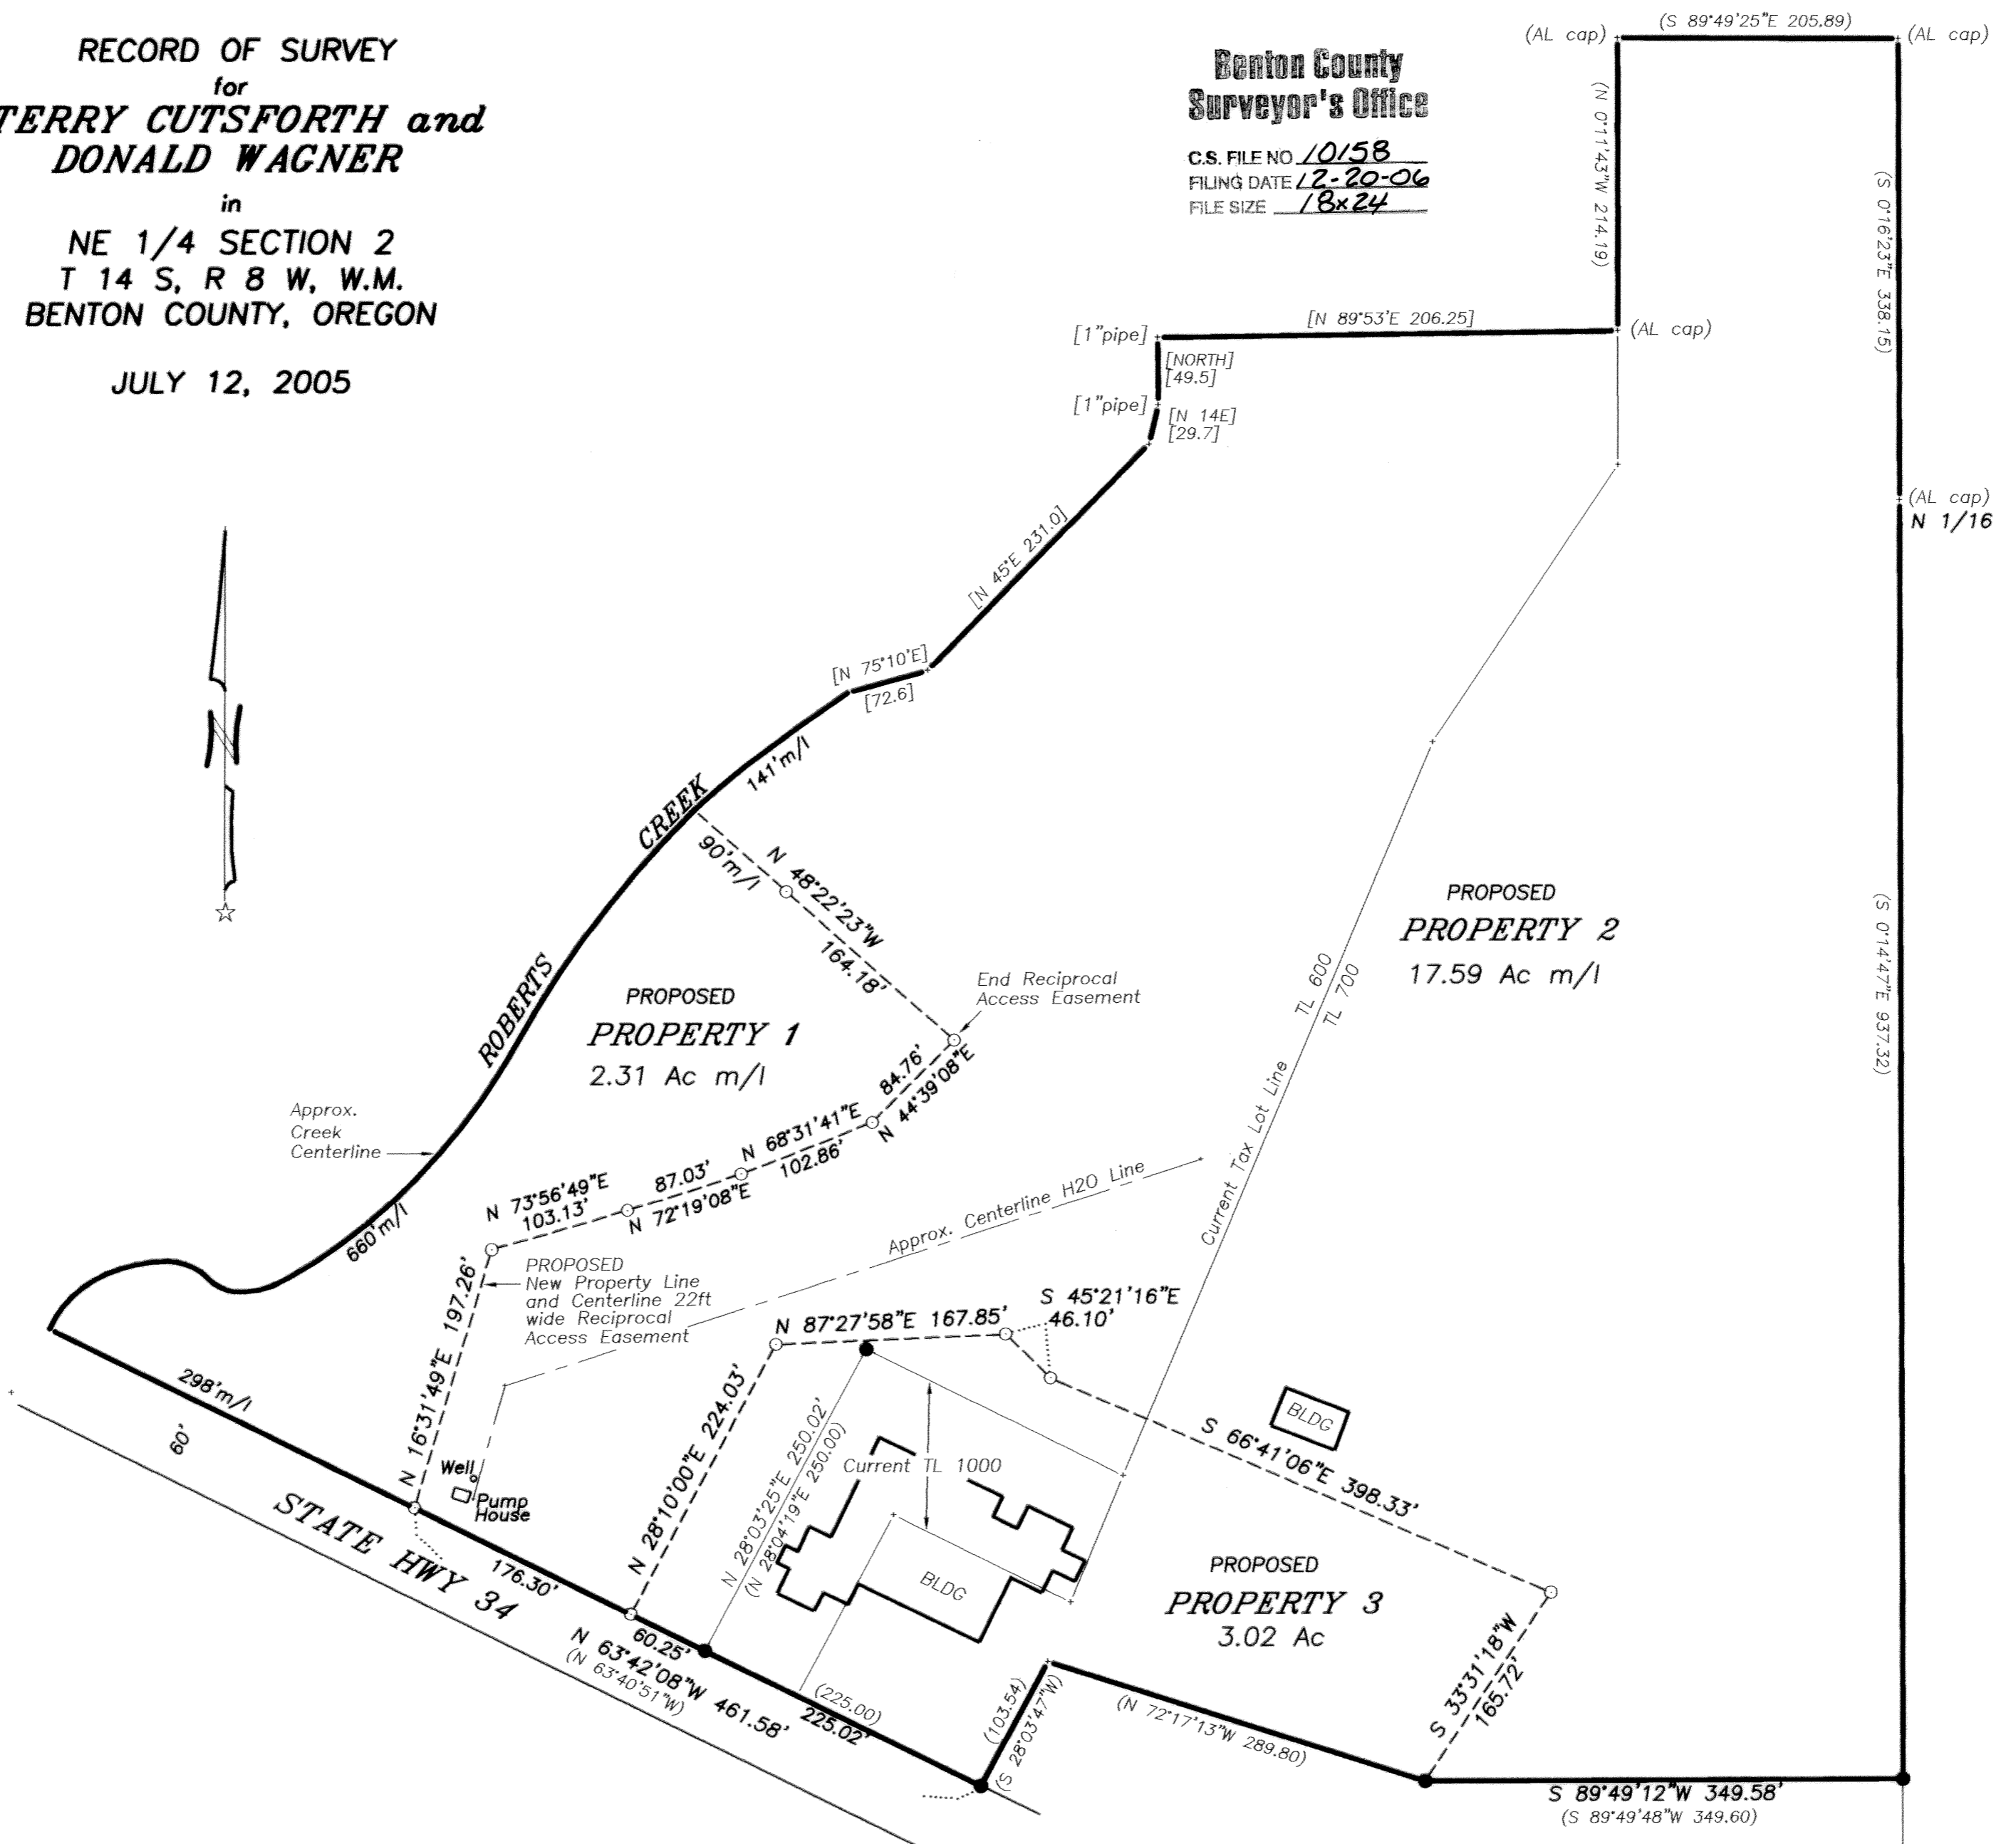 RECORD OF SURVEY
for
TERRY CUTSFORTH and
DONALD WAGNER
in
NE 1/4 SECTION 2
T 14 S, R 8 W, W.M.
BENTON COUNTY, OREGON
JULY 12, 2005
Benton County
Surveyor's Office
C.S. FILE NO 10158
FILING DATE 12-20-06
FILE SIZE 18x24
(S 89°49'25"E 205.89)
(AL cap)
(AL cap)
(N 0°11'43"W 214.19)
(S 0°16'23"E 338.15)
[N 89°53'E 206.25]
(AL cap)
[1"pipe]
[NORTH]
[49.5]
[1"pipe]
[N 14E]
[29.7]
(AL cap)
N 1/16
[N 45°E 231.0]
[N 75°10'E]
[72.6]
141'm/l
ROBERTS CREEK
90'm/l
N 48°22'23"W
164.18'
N
PROPOSED
PROPERTY 2
17.59 Ac m/l
(S 0°14'47"E 937.32)
TL 600
TL 700
Current Tax Lot Line
End Reciprocal
Access Easement
PROPOSED
PROPERTY 1
2.31 Ac m/l
84.76'
N 44°39'08"E
N 68°31'41"E
102.86'
87.03'
N 72°19'08"E
N 73°56'49"E
103.13'
Approx.
Creek
Centerline
660'm/l
Approx. Centerline H2O Line
PROPOSED
New Property Line
and Centerline 22ft
wide Reciprocal
Access Easement
N 16°31'49"E 197.26'
298'm/l
60'
N 87°27'58"E 167.85'
S 45°21'16"E
46.10'
N 28°10'00"E 224.03'
N 28°03'25"E 250.02'
(N 28°04'19"E 250.00)
Current TL 1000
BLDG
BLDG
S 66°41'06"E 398.33'
Well
Pump
House
STATE HWY 34
176.30'
60.25'
N 63°42'08"W 461.58'
(N 63°40'51"W)
(225.00)
225.02'
(103.54)
(S 28°03'47"W)
PROPOSED
PROPERTY 3
3.02 Ac
(N 72°17'13"W 289.80)
S 33°31'18"W
165.72'
S 89°49'12"W 349.58'
(S 89°49'48"W 349.60)